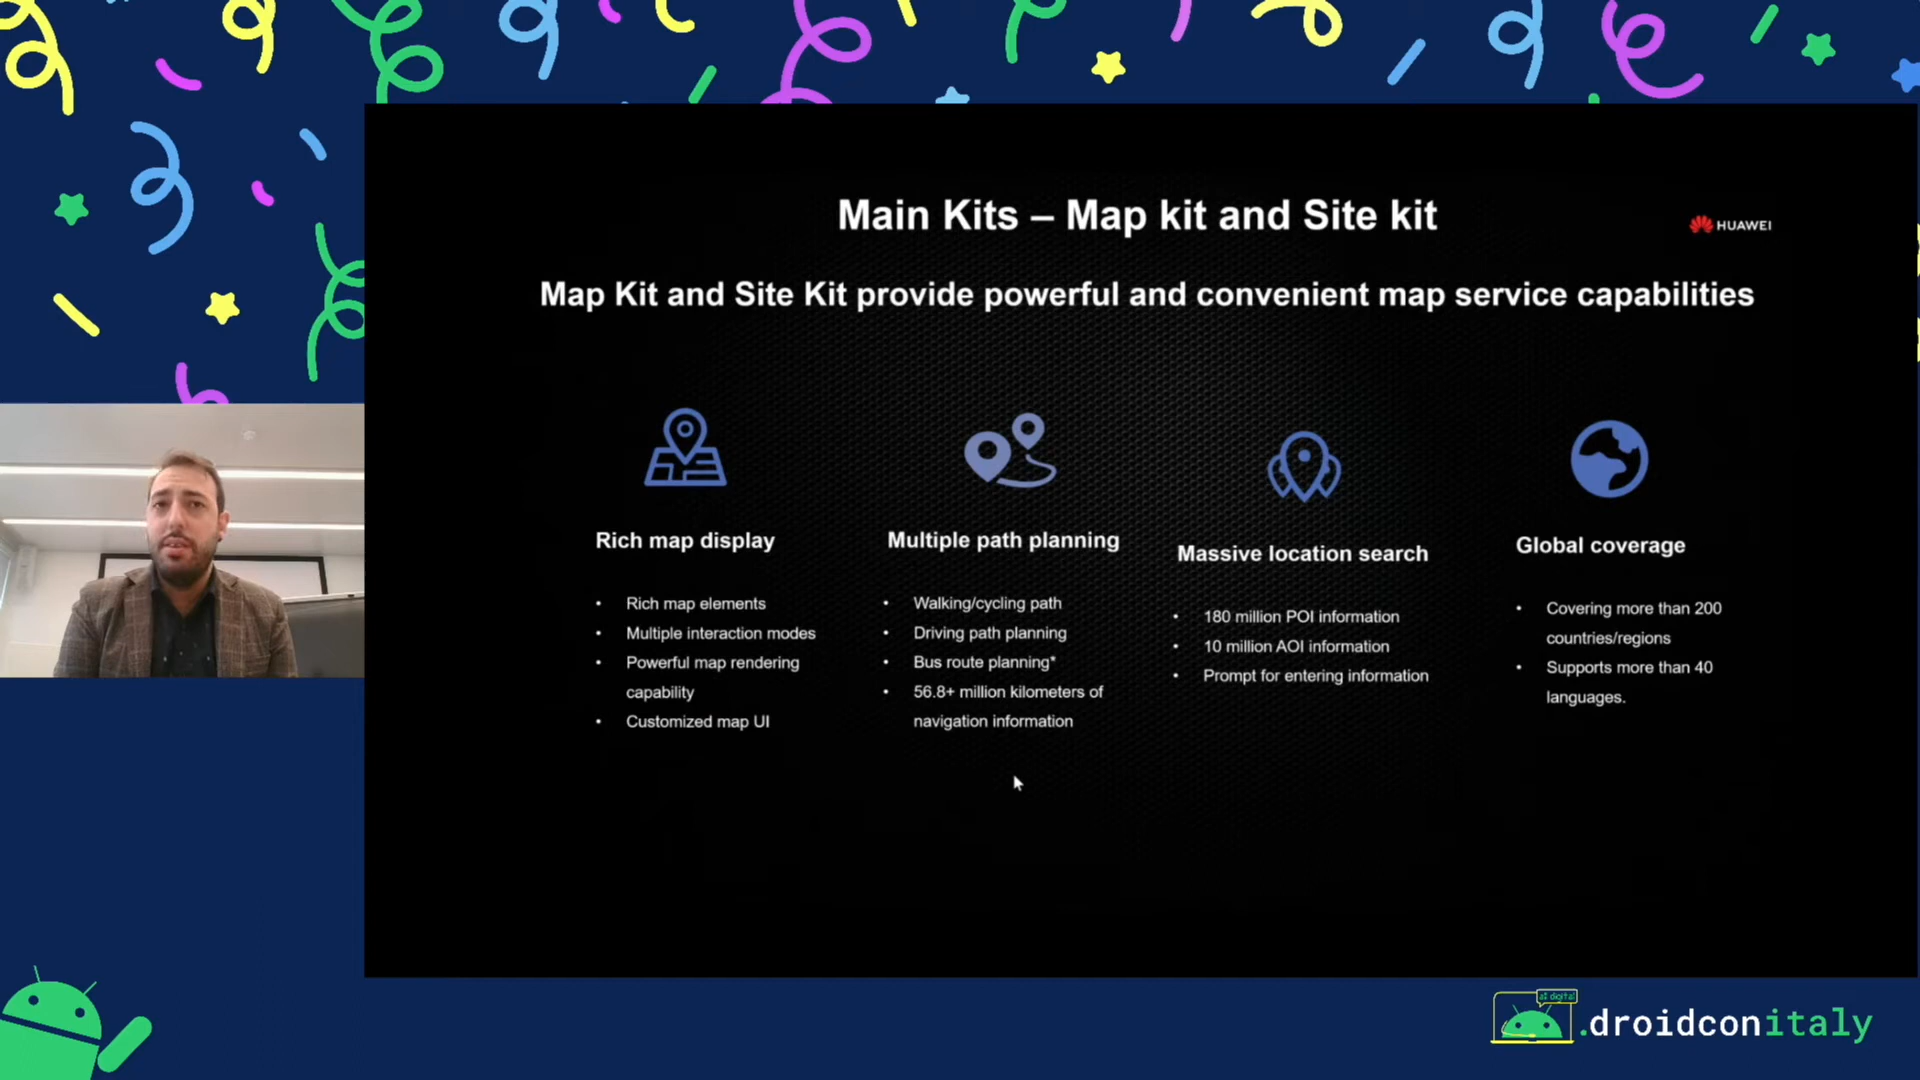 Main Kits – Map kit and Site kit
HUAWEI
Map Kit and Site Kit provide powerful and convenient map service capabilities
Rich map display
• Rich map elements
• Multiple interaction modes
• Powerful map rendering
capability
• Customized map UI
Multiple path planning
• Walking/cycling path
• Driving path planning
• Bus route planning*
• 56.8+ million kilometers of
navigation information
Massive location search
• 180 million POI information
• 10 million AOI information
• Prompt for entering information
Global coverage
• Covering more than 200
countries/regions
• Supports more than 40
languages.
.droidconitaly